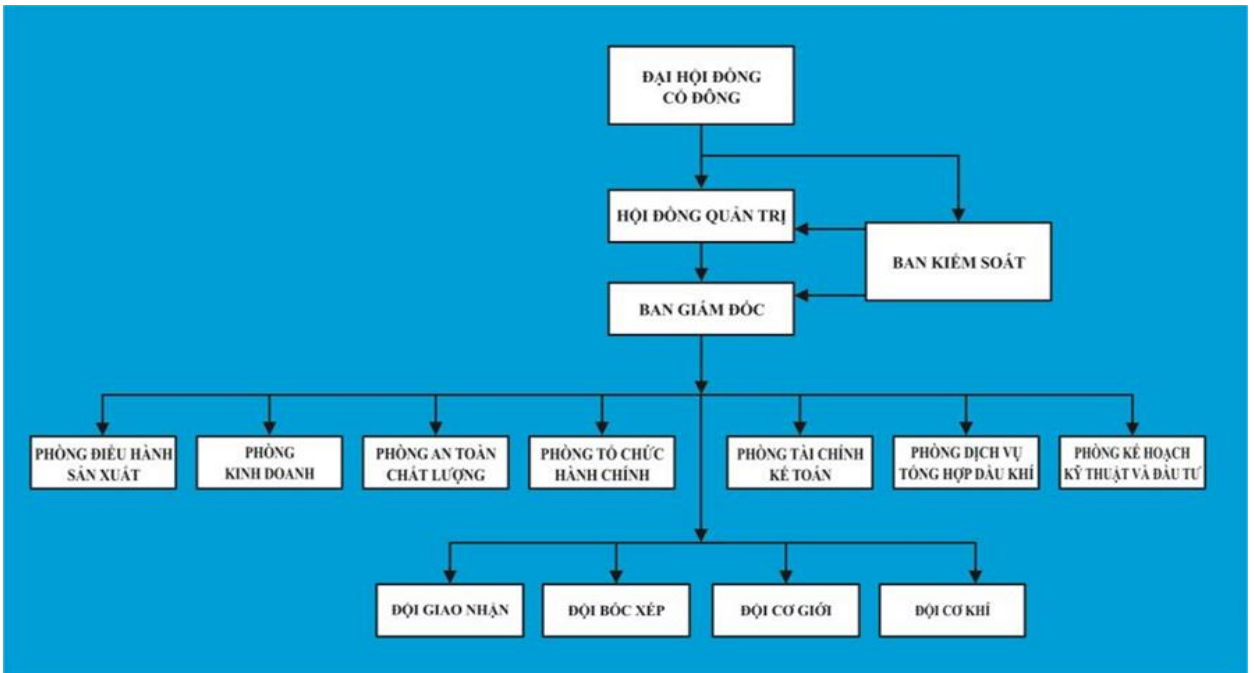 ĐẠI HỘI ĐỒNG
CỔ ĐÔNG
HỘI ĐỒNG QUẢN TRỊ
BAN KIỂM SOÁT
BAN GIÁM ĐỐC
PHÒNG ĐIỀU HÀNH
SẢN XUẤT
PHÒNG
KINH DOANH
PHÒNG AN TOÀN
CHẤT LƯỢNG
PHÒNG TỔ CHỨC
HÀNH CHÍNH
PHÒNG TÀI CHÍNH
KẾ TOÁN
PHÒNG DỊCH VỤ
TỔNG HỢP DẦU KHÍ
PHÒNG KẾ HOẠCH
KỸ THUẬT VÀ ĐẦU TƯ
ĐỘI GIAO NHẬN
ĐỘI BỐC XẾP
ĐỘI CƠ GIỚI
ĐỘI CƠ KHÍ